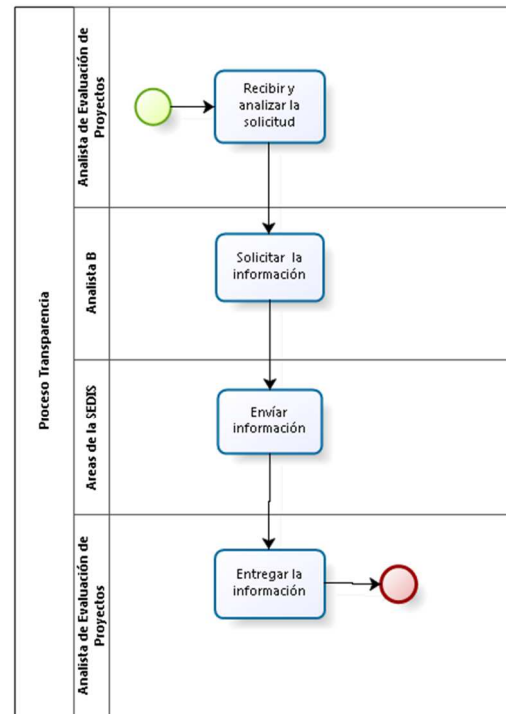 Proceso Transparencia
Analista de Evaluación de
Proyectos
Recibir y
analizar la
solicitud
Analista B
Solicitar la
información
Areas de la SEDIS
Envíar
información
Analista de Evaluación de
Proyectos
Entregar la
información